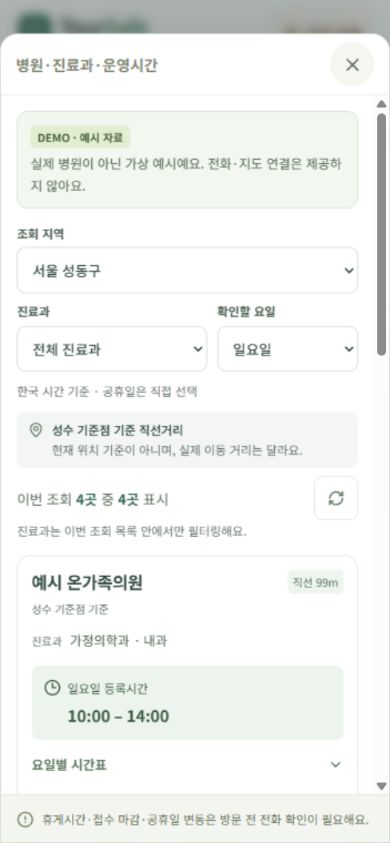 병원·진료과·운영시간
DEMO · 예시 자료
실제 병원이 아닌 가상 예시예요. 전화·지도 연결은 제공하
지 않아요.
조회 지역
서울 성동구
진료과
확인할 요일
전체 진료과
일요일
한국 시간 기준 · 공휴일은 직접 선택
성수 기준점 기준 직선거리
현재 위치 기준이 아니며, 실제 이동 거리는 달라요.
이번 조회 4곳 중 4곳 표시
진료과는 이번 조회 목록 안에서만 필터링해요.
예시 온가족의원
직선 99m
성수 기준점 기준
진료과 가정의학과 · 내과
일요일 등록시간
10:00 – 14:00
요일별 시간표
휴게시간·접수 마감·공휴일 변동은 방문 전 전화 확인이 필요해요.